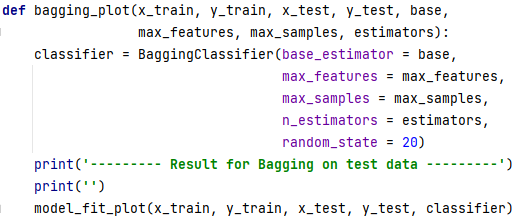 def bagging_plot(x_train, y_train, x_test, y_test, base,
                 max_features, max_samples, estimators):
    classifier = BaggingClassifier(base_estimator = base,
                                   max_features = max_features,
                                   max_samples = max_samples,
                                   n_estimators = estimators,
                                   random_state = 20)
    print('--------- Result for Bagging on test data ---------')
    print('')
    model_fit_plot(x_train, y_train, x_test, y_test, classifier)